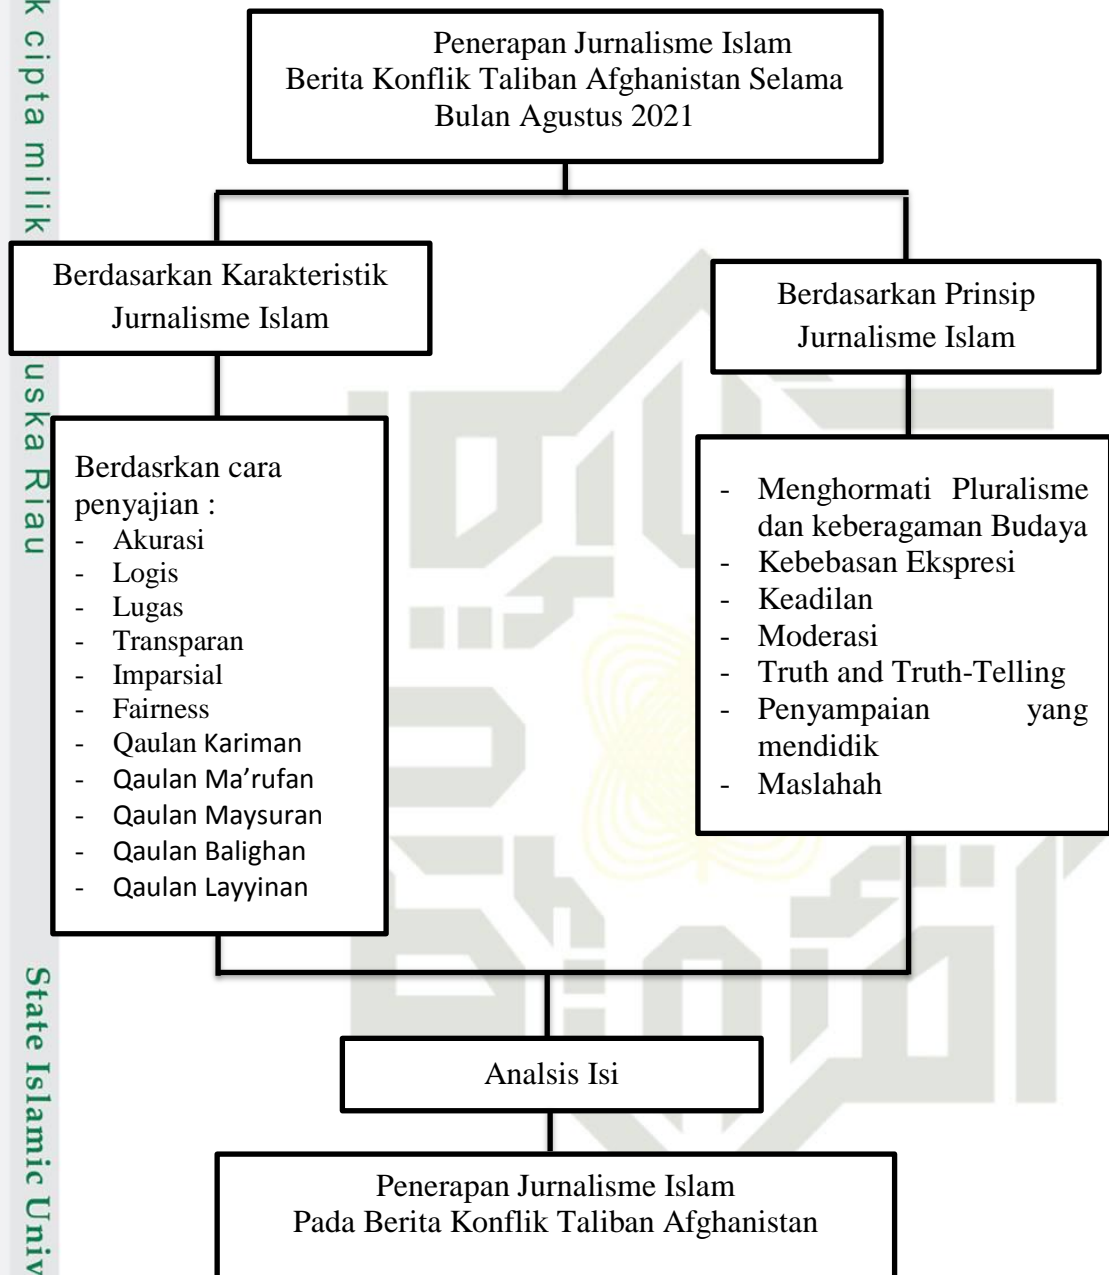 Penerapan Jurnalisme Islam
Berita Konflik Taliban Afghanistan Selama
Bulan Agustus 2021
Berdasarkan Karakteristik
Jurnalisme Islam
Berdasarkan Prinsip
Jurnalisme Islam
Berdasrkan cara
penyajian :
- Akurasi
- Logis
- Lugas
- Transparan
- Imparsial
- Fairness
- Qaulan Kariman
- Qaulan Ma’rufan
- Qaulan Maysuran
- Qaulan Balighan
- Qaulan Layyinan
- Menghormati Pluralisme
dan keberagaman Budaya
- Kebebasan Ekspresi
- Keadilan
- Moderasi
- Truth and Truth-Telling
- Penyampaian yang
mendidik
- Maslahah
Analsis Isi
Penerapan Jurnalisme Islam
Pada Berita Konflik Taliban Afghanistan
k cipta milik
uska Riau
State Islamic Univ